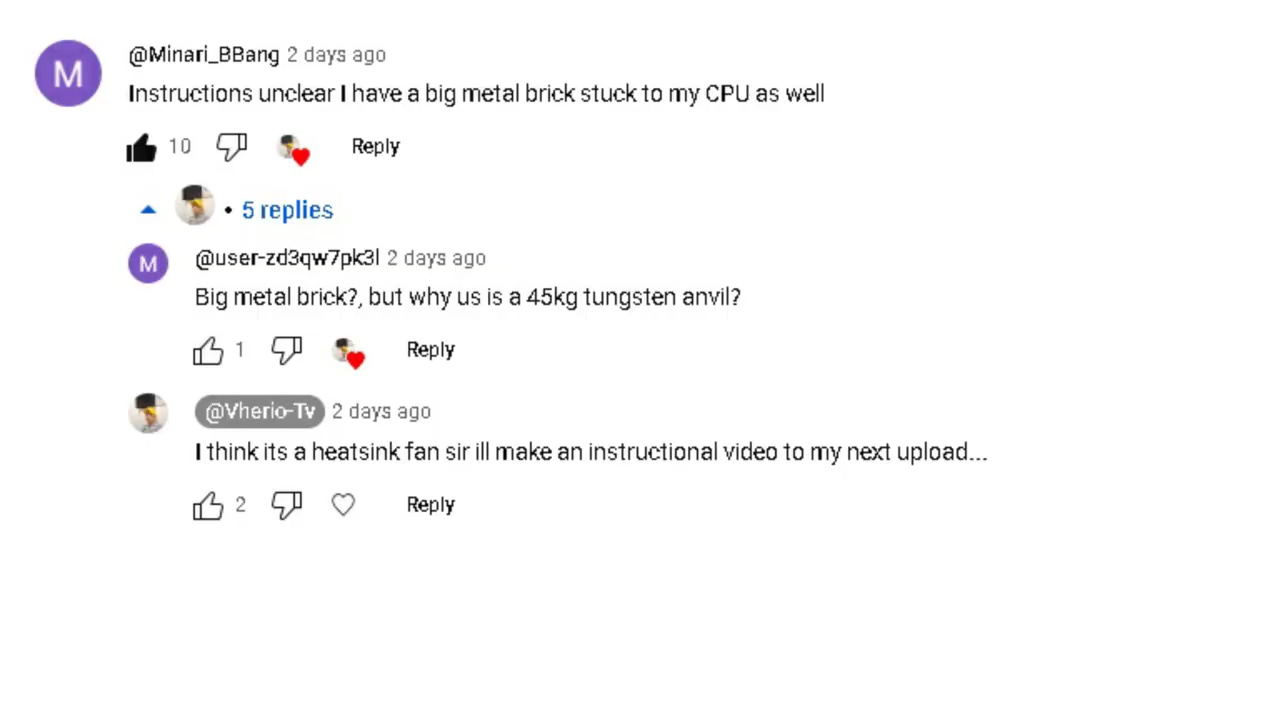 M
@Minari_BBang 2 days ago
Instructions unclear I have a big metal brick stuck to my CPU as well
10 Reply
• 5 replies
M
@user-zd3qw7pk3l 2 days ago
Big metal brick?, but why us is a 45kg tungsten anvil?
1 Reply
@Vherio-Tv 2 days ago
I think its a heatsink fan sir ill make an instructional video to my next upload...
2 Reply